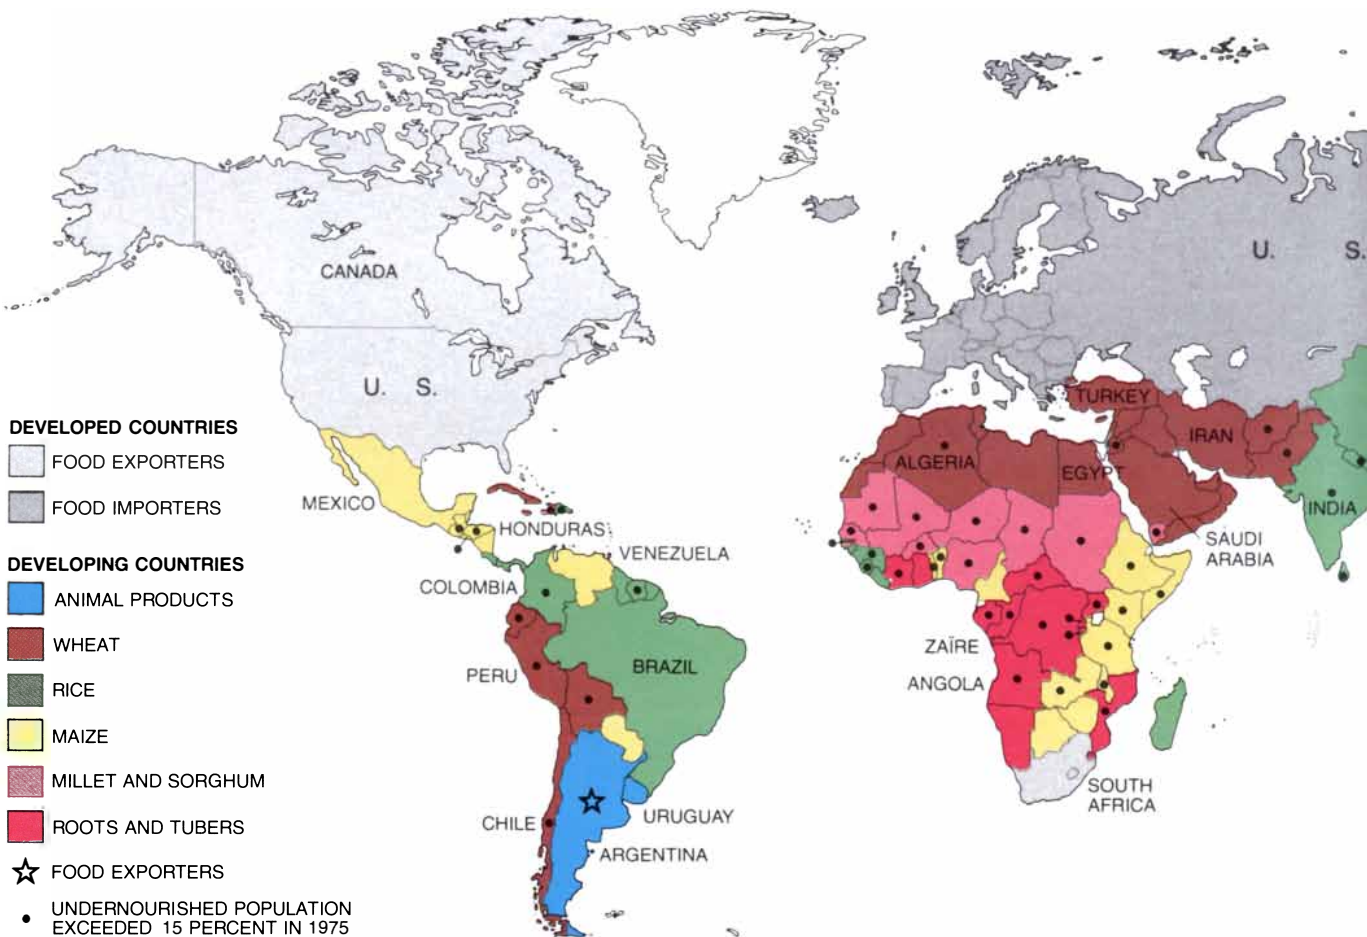 CANADA
U. S.
U. S.
MEXICO
HONDURAS
VENEZUELA
COLOMBIA
PERU
BRAZIL
CHILE
URUGUAY
ARGENTINA
TURKEY
IRAN
ALGERIA
EGYPT
INDIA
SAUDI
ARABIA
ZAÏRE
ANGOLA
SOUTH
AFRICA
DEVELOPED COUNTRIES
FOOD EXPORTERS
FOOD IMPORTERS
DEVELOPING COUNTRIES
ANIMAL PRODUCTS
WHEAT
RICE
MAIZE
MILLET AND SORGHUM
ROOTS AND TUBERS
FOOD EXPORTERS
UNDERNOURISHED POPULATION
EXCEEDED 15 PERCENT IN 1975